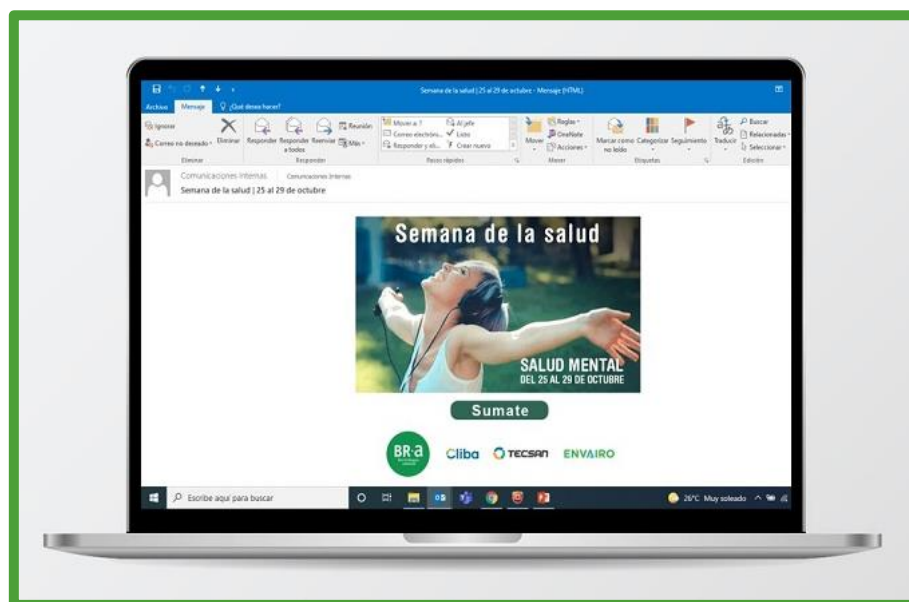 Semana de la salud | 25 al 29 de octubre - Mensaje (HTML)
Archivo Mensaje ¿Qué desea hacer?
Ignorar
Correo no deseado
Eliminar
Responder
Responder a todos
Reenviar
Reunión
Más
Mover a: ?
Al jefe
Correo electróni...
Listo
Responder y eli...
Crear nuevo
Mover
Reglas
OneNote
Acciones
Marcar como no leído
Categorizar
Seguimiento
Traducir
Buscar
Relacionadas
Seleccionar
Eliminar Responder Pasos rápidos Mover Etiquetas Edición
Comunicaciones Internas Comunicaciones Internas
Semana de la salud | 25 al 29 de octubre
Semana de la salud
SALUD MENTAL
DEL 25 AL 29 DE OCTUBRE
Sumate
BR-a Cliba TECSAN ENVAIRO
Escribe aquí para buscar 26°C Muy soleado